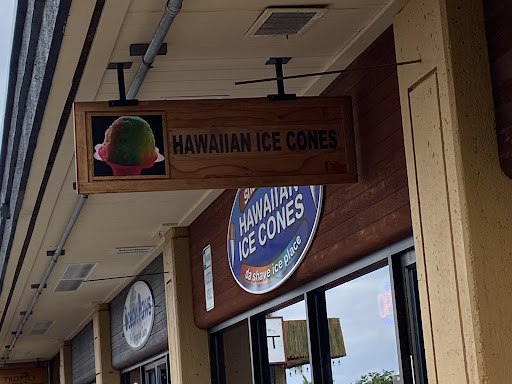 HAWAIIAN ICE CONES
HAWAIIAN
ICE CONES
da shave ice place
T